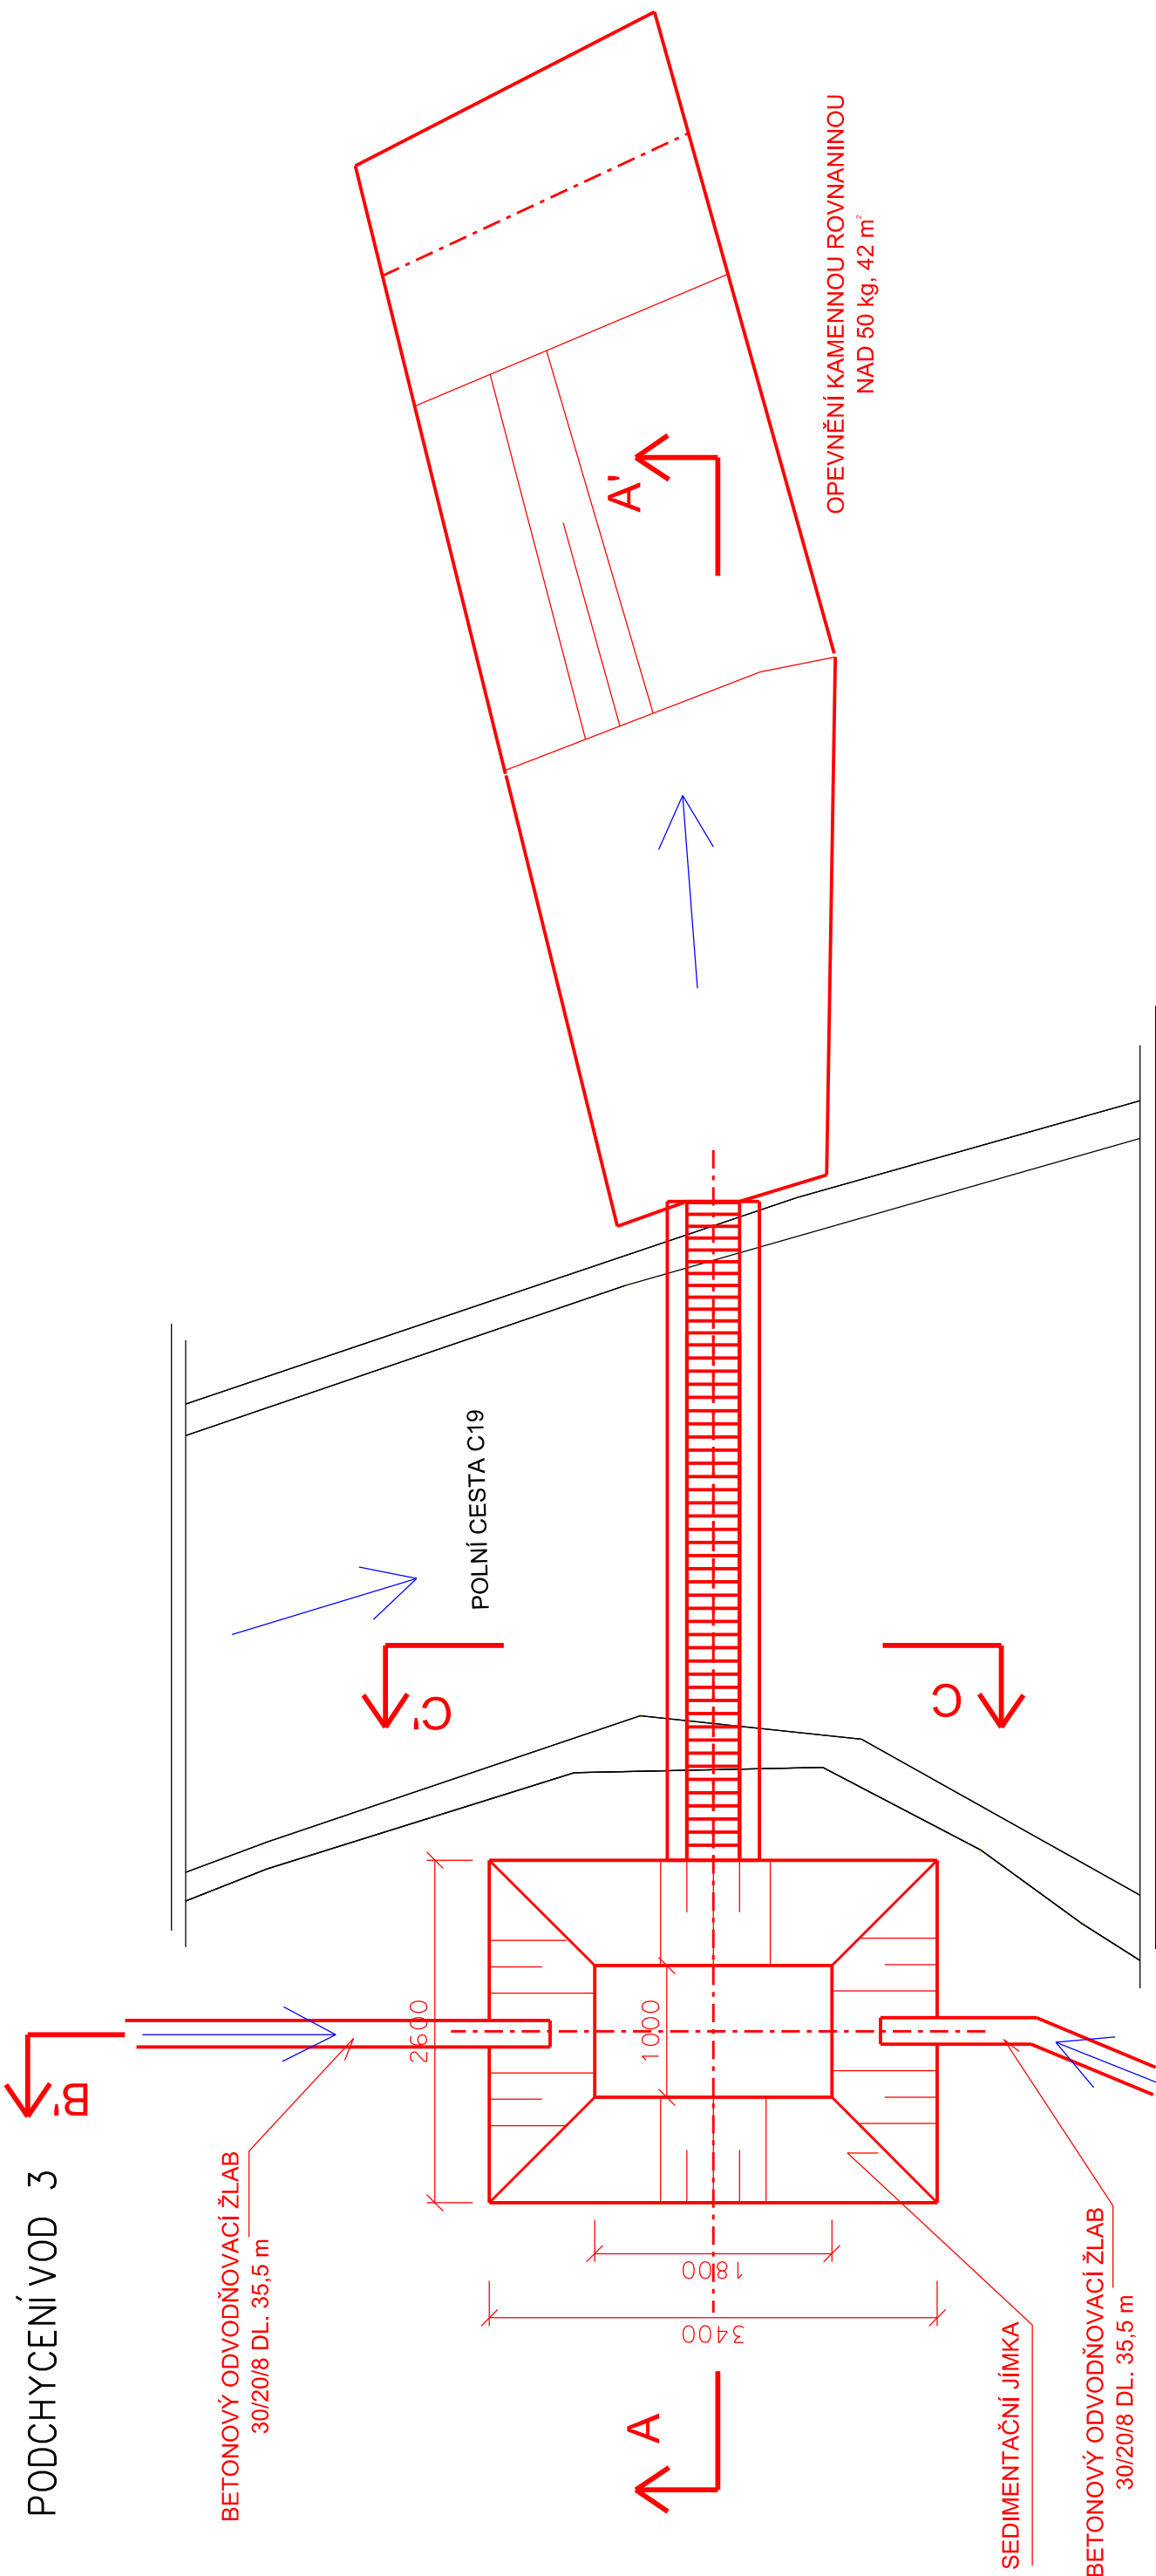 PODCHYCENÍ VOD 3
B'
BETONOVÝ ODVODŇOVACÍ ŽLAB
30/20/8 DL. 35,5 m
2600
1000
1800
3400
A
SEDIMENTAČNÍ JÍMKA
BETONOVÝ ODVODŇOVACÍ ŽLAB
30/20/8 DL. 35,5 m
C'
C
POLNÍ CESTA C19
A'
OPEVNĚNÍ KAMENNOU ROVNANINOU
NAD 50 kg, 42 m²